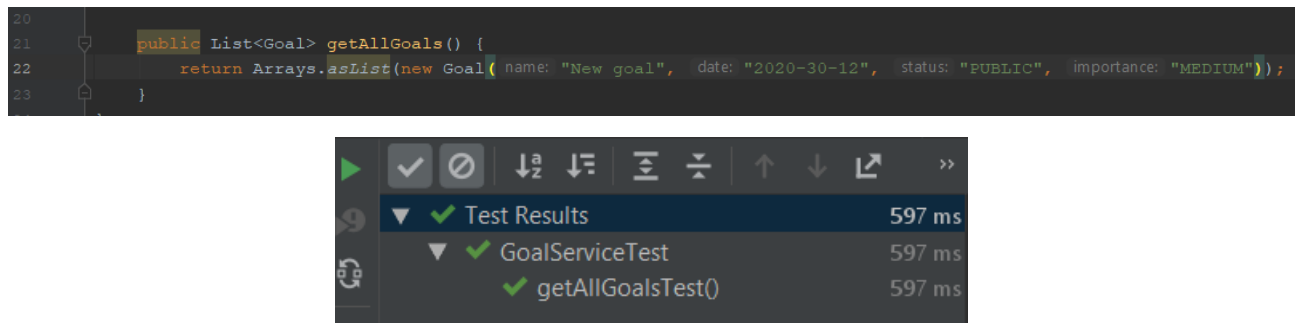 20
21 public List<Goal> getAllGoals() {
22 return Arrays.asList(new Goal( name: "New goal", date: "2020-30-12", status: "PUBLIC", importance: "MEDIUM"));
23 }
Test Results 597 ms
GoalServiceTest 597 ms
getAllGoalsTest() 597 ms